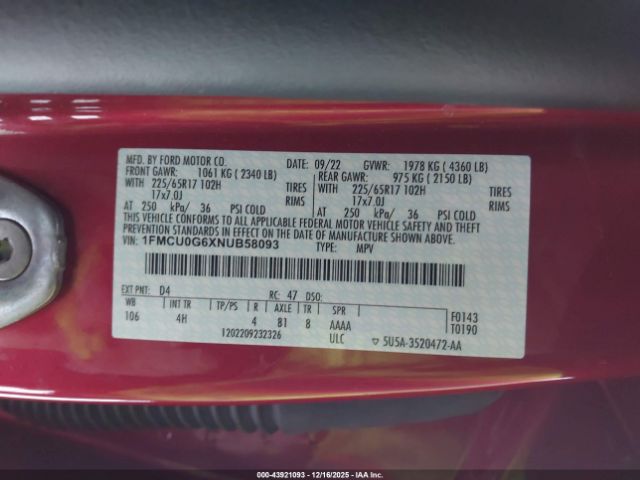 MFD. BY FORD MOTOR CO. DATE: 09/22 GVWR: 1978 KG ( 4360 LB)
FRONT GAWR: 1061 KG ( 2340 LB) REAR GAWR: 975 KG ( 2150 LB)
WITH 225/65R17 102H TIRES WITH 225/65R17 102H TIRES
17x7.0J RIMS 17x7.0J RIMS
AT 250 kPa/ 36 PSI COLD AT 250 kPa/ 36 PSI COLD
THIS VEHICLE CONFORMS TO ALL APPLICABLE FEDERAL MOTOR VEHICLE SAFETY
AND THEFT PREVENTION STANDARDS IN EFFECT ON THE DATE OF MANUFACTURE SHOWN ABOVE.
VIN: 1FMCU0G6XNUB58093 TYPE: MPV
EXT PNT: D4 RC: 47 DSO:
WB INT TR TP/PS R AXLE TR SPR F0143
106 4H 4 81 8 AAAA T0190
1202209232326 ULC 5U5A-3520472-AA
000-43921093 - 12/16/2025 - IAAI, Inc.